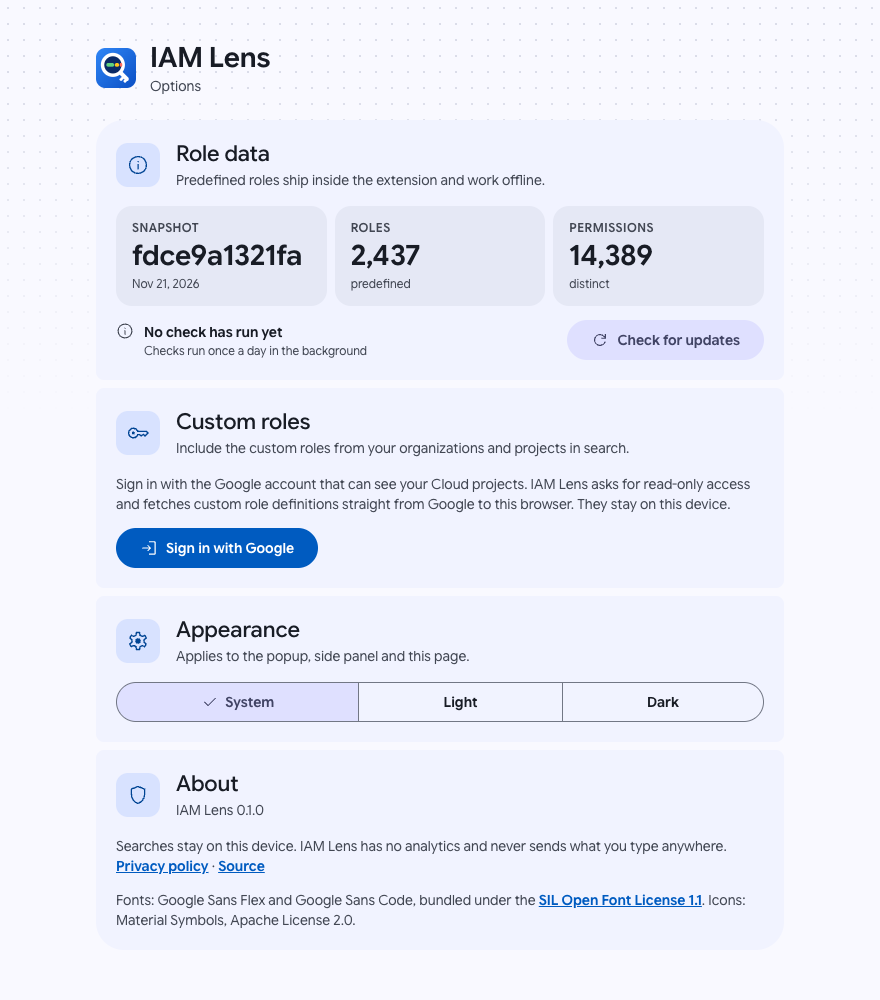 IAM Lens
Options
Role data
Predefined roles ship inside the extension and work offline.
SNAPSHOT
fdce9a1321fa
Nov 21, 2026
ROLES
2,437
predefined
PERMISSIONS
14,389
distinct
No check has run yet
Checks run once a day in the background
Check for updates
Custom roles
Include the custom roles from your organizations and projects in search.
Sign in with the Google account that can see your Cloud projects. IAM Lens asks for read-only access
and fetches custom role definitions straight from Google to this browser. They stay on this device.
Sign in with Google
Appearance
Applies to the popup, side panel and this page.
System
Light
Dark
About
IAM Lens 0.1.0
Searches stay on this device. IAM Lens has no analytics and never sends what you type anywhere.
Privacy policy · Source
Fonts: Google Sans Flex and Google Sans Code, bundled under the SIL Open Font License 1.1. Icons:
Material Symbols, Apache License 2.0.